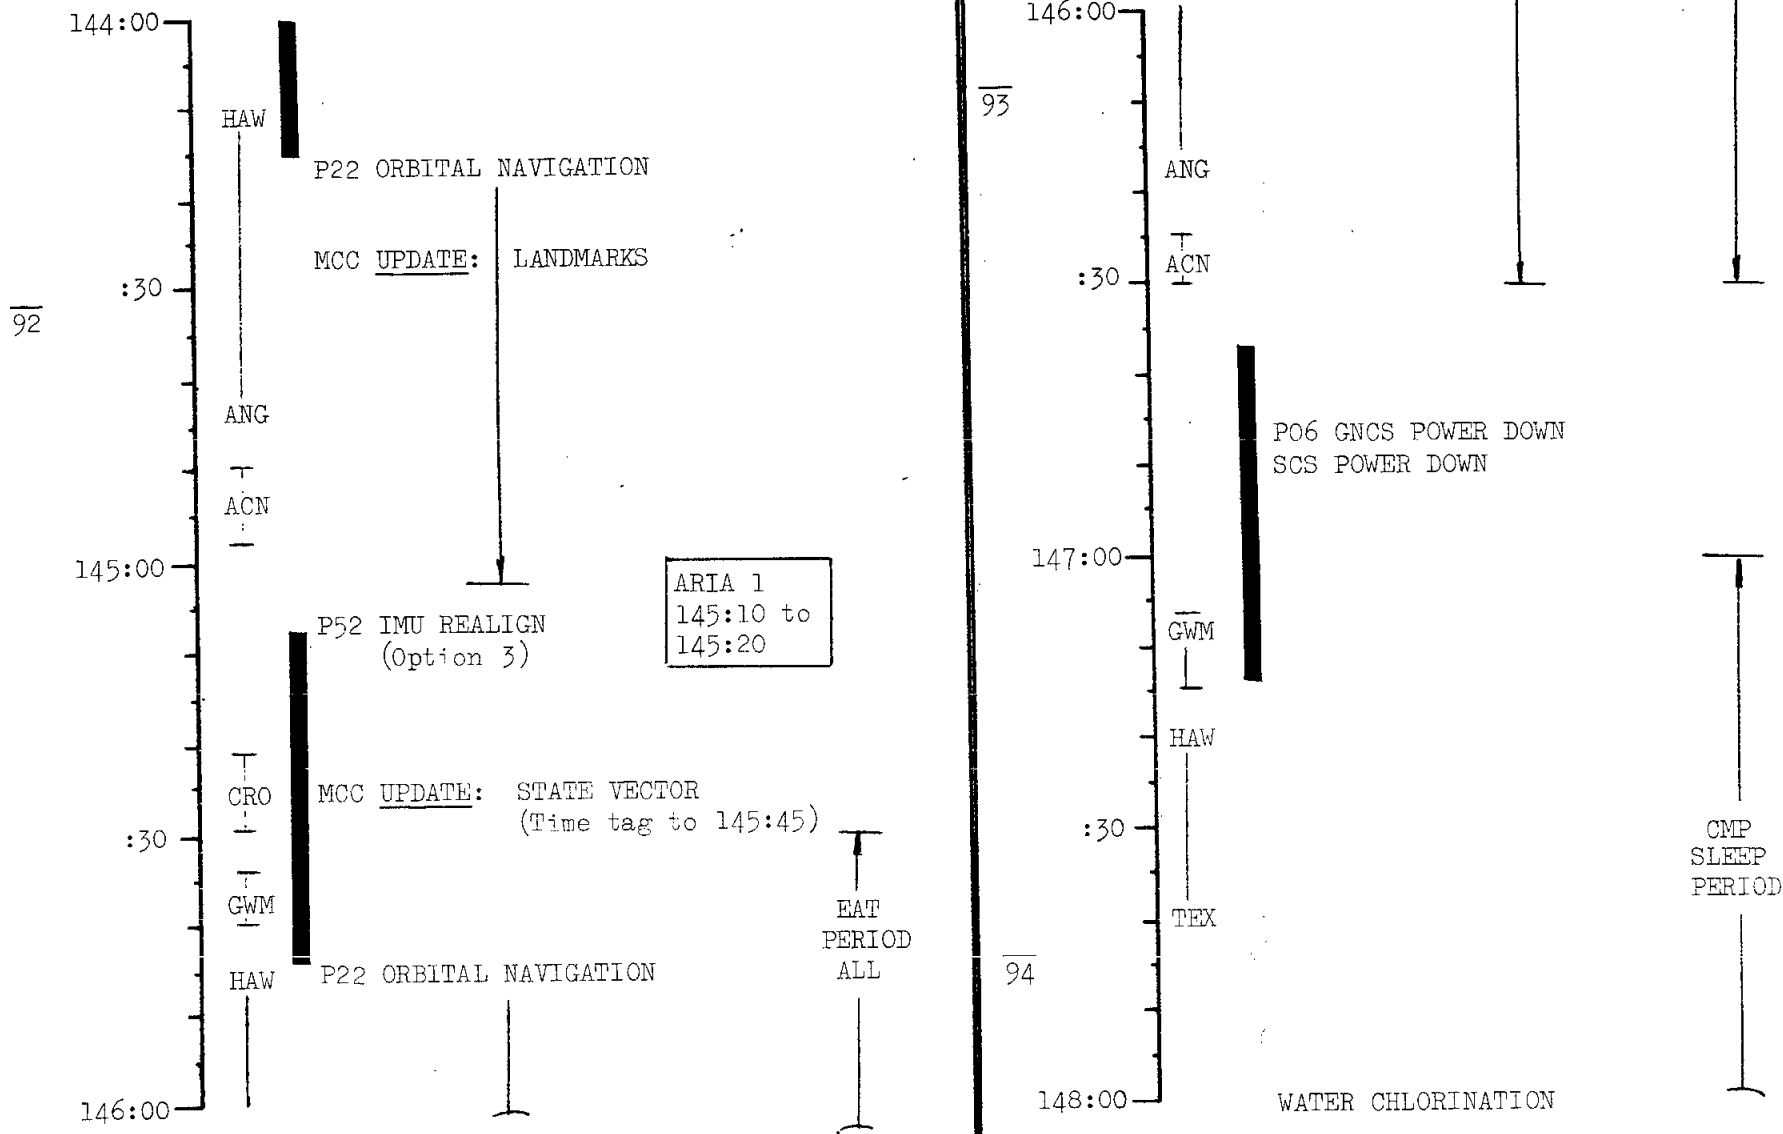 144:00
HAW
P22 ORBITAL NAVIGATION
MCC UPDATE: LANDMARKS
:30
92
ANG
ACN
145:00
ARIA 1
145:10 to
145:20
P52 IMU REALIGN
(Option 3)
CRO
MCC UPDATE: STATE VECTOR
(Time tag to 145:45)
:30
GWM
EAT
PERIOD
ALL
HAW
P22 ORBITAL NAVIGATION
146:00
146:00
93
ANG
ACN
:30
P06 GNCS POWER DOWN
SCS POWER DOWN
147:00
GWM
HAW
:30
CMP
SLEEP
PERIOD
TEX
94
148:00
WATER CHLORINATION